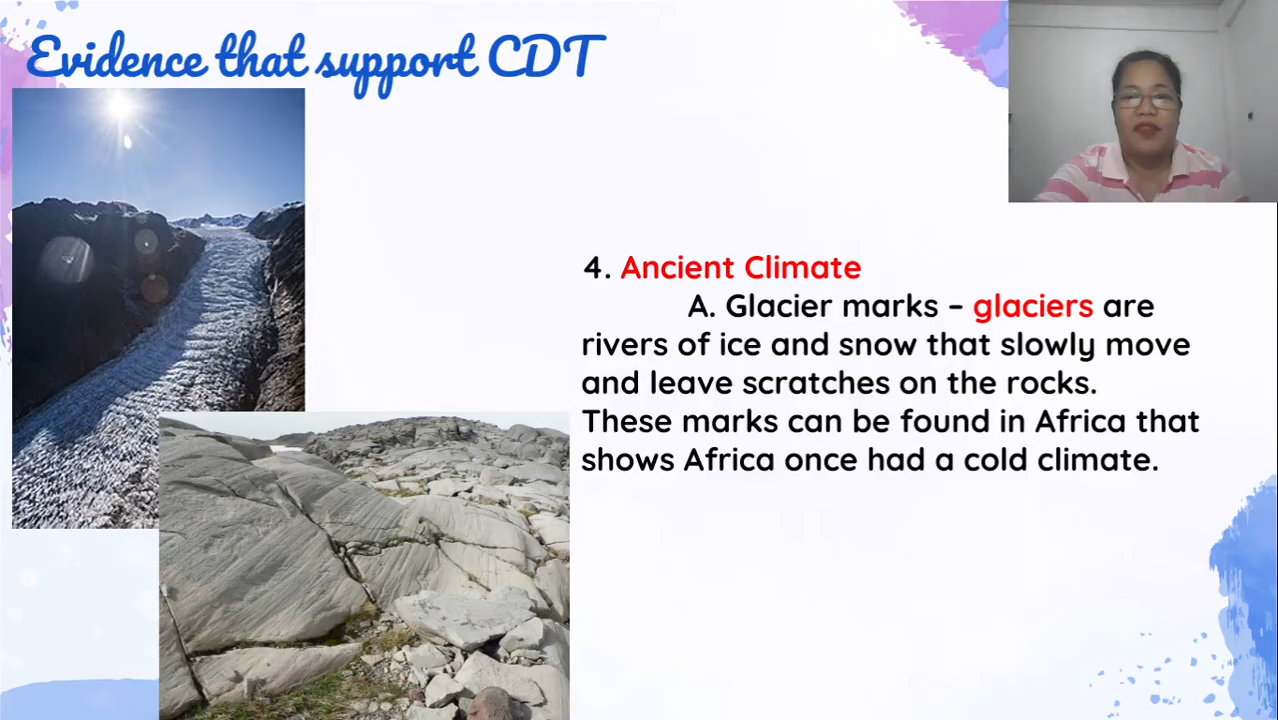 Evidence that support CDT
4. Ancient Climate
A. Glacier marks – glaciers are
rivers of ice and snow that slowly move
and leave scratches on the rocks.
These marks can be found in Africa that
shows Africa once had a cold climate.